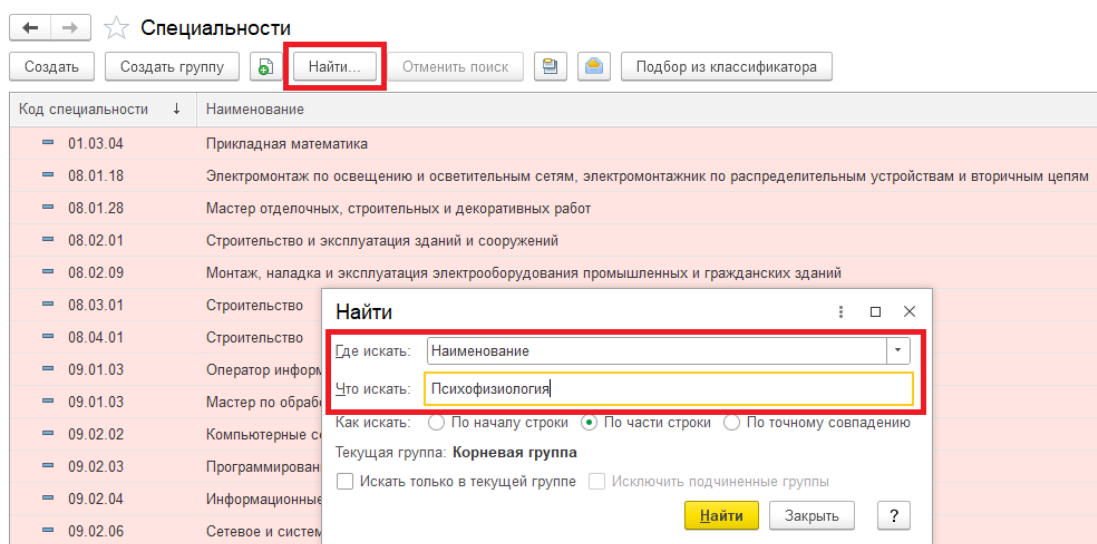 Специальности
Создать Создать группу Найти... Отменить поиск Подбор из классификатора
Код специальности ↓ Наименование
01.03.04 Прикладная математика
08.01.18 Электромонтаж по освещению и осветительным сетям, электромонтажник по распределительным устройствам и вторичным цепям
08.01.28 Мастер отделочных, строительных и декоративных работ
08.02.01 Строительство и эксплуатация зданий и сооружений
08.02.09 Монтаж, наладка и эксплуатация электрооборудования промышленных и гражданских зданий
08.03.01 Строительство
08.04.01 Строительство
09.01.03 Оператор информ
09.01.03 Мастер по обраб
09.02.02 Компьютерные с
09.02.03 Программирован
09.02.04 Информационные
09.02.06 Сетевое и систем
Найти
Где искать: Наименование
Что искать: Психофизиология
Как искать: По началу строки По части строки По точному совпадению
Текущая группа: Корневая группа
Искать только в текущей группе Исключить подчиненные группы
Найти Закрыть ?